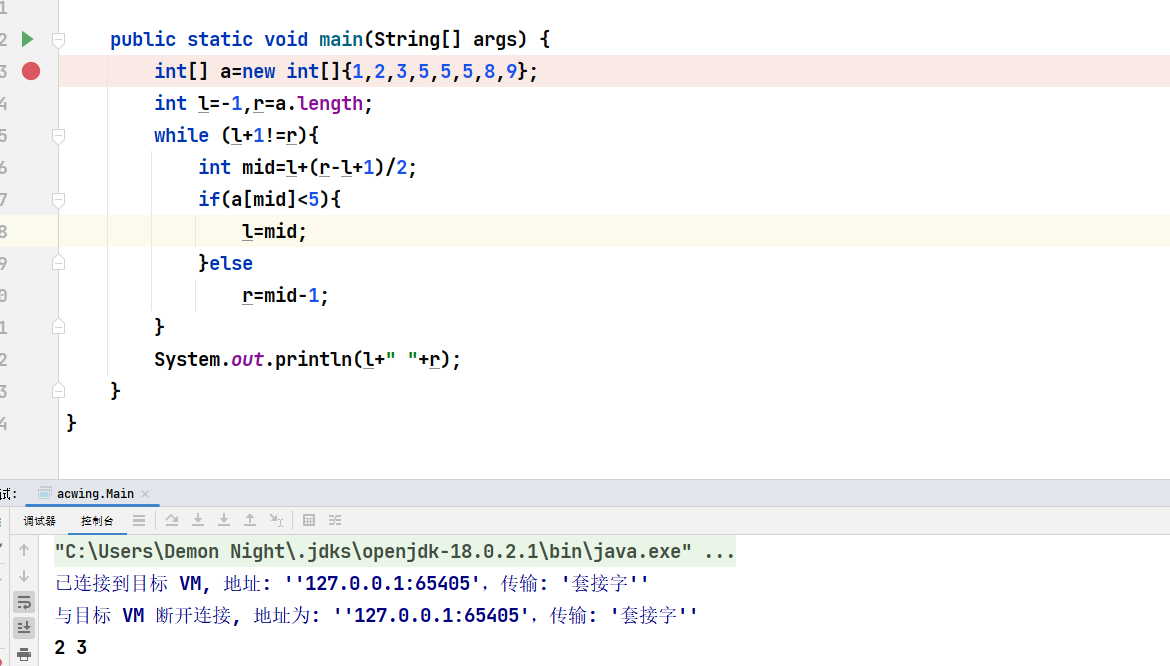 1
2 public static void main(String[] args) {
3 int[] a=new int[]{1,2,3,5,5,5,8,9};
4 int l=-1,r=a.length;
5 while (l+1!=r){
6 int mid=l+(r-l+1)/2;
7 if(a[mid]<5){
8 l=mid;
9 }else
0 r=mid-1;
1 }
2 System.out.println(l+" "+r);
3 }
4 }
试: acwing.Main
调试器 控制台
"C:\Users\Demon Night\.jdks\openjdk-18.0.2.1\bin\java.exe" ...
已连接到目标 VM, 地址: ''127.0.0.1:65405'，传输: '套接字''
与目标 VM 断开连接, 地址为: ''127.0.0.1:65405'，传输: '套接字''
2 3